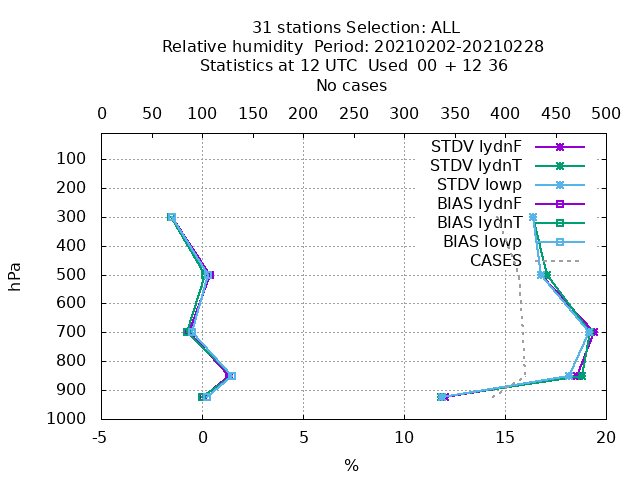 31 stations Selection: ALL
Relative humidity  Period: 20210202-20210228
Statistics at 12 UTC  Used  00 + 12 36
No cases
0 50 100 150 200 250 300 350 400 450 500
STDV lydnF
STDV lydnT
STDV lowp
BIAS lydnF
BIAS lydnT
BIAS lowp
CASES
hPa
100
200
300
400
500
600
700
800
900
1000
-5 0 5 10 15 20
%